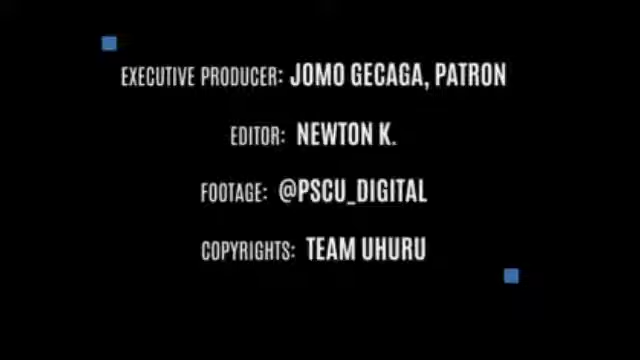 EXECUTIVE PRODUCER: JOMO GECAGA, PATRON
EDITOR: NEWTON K.
FOOTAGE: @PSCU_DIGITAL
COPYRIGHTS: TEAM UHURU